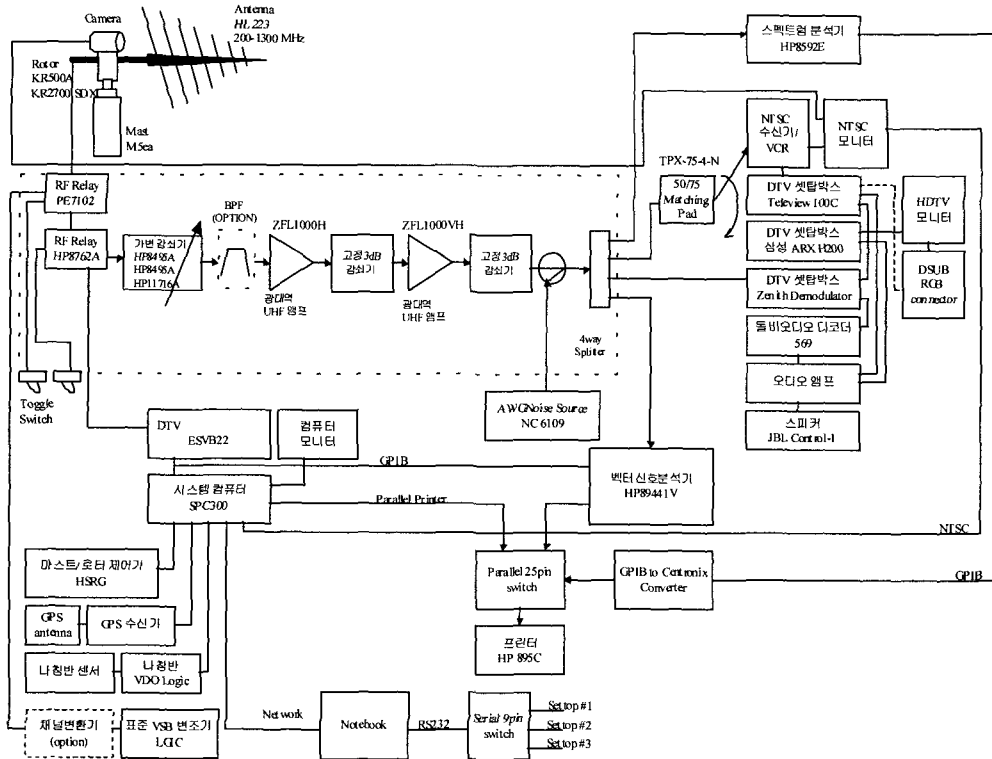 Camera
Antenna
HL223
200-1300 MHz
Rotor
KR500A
KR2700 SDX
Mast
M5ea
스펙트럼 분석기
HP8592E
NTSC
수신기/
VCR
NTSC
모니터
RF Relay
PE7102
RF Relay
HP8762A
가변 감쇠기
HP8495A
HP11716A
BPF
(OPTION)
ZFL1000H
광대역
UHF 앰프
고정3dB
감쇠기
ZFL1000VH
광대역
UHF 앰프
고정3dB
감쇠기
4way
Splitter
TPX-75-4-N
50/75
Matching
Pad
DTV 셋탑박스
Teleview 100C
DTV 셋탑박스
삼성 ARX H200
DTV 셋탑박스
Zenith Demodulator
돌비오디오 디코더
569
오디오 앰프
스피커
JBL Control-1
HDTV
모니터
DSUB
RGB
connector
Toggle
Switch
DTV
ESVB22
컴퓨터
모니터
AWGNoise Source
NC 6109
GPIB
시스템 컴퓨터
SPC300
Parallel Printer
벡터신호분석기
HP89441V
NTSC
마스트/로터 제어기
HSRG
Parallel 25pin
switch
GPIB to Centronix
Converter
GPIB
GPS
antenna
GPS 수신기
프린터
HP 895C
나침반 센서
나침반
VDO Logic
채널변환기
(option)
표준 VSB 변조기
LGIC
Network
Notebook
RS232
Serial 9pin
switch
Settop #1
Settop #2
Settop #3